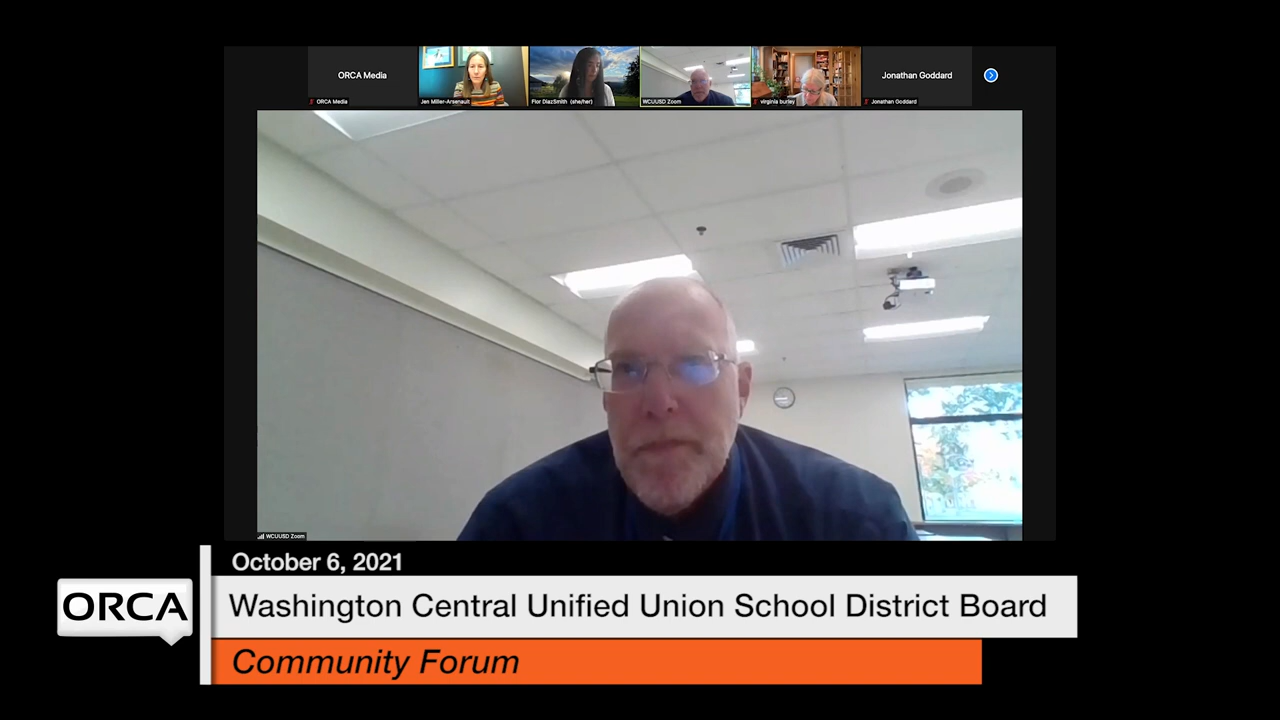 ORCA Media
Jonathan Goddard
ORCA Media
Jen Miller-Arsenault
Flor DiazSmith (she/her)
WCUUSD Zoom
virginia burley
Jonathan Goddard
WCUUSD Zoom
October 6, 2021
ORCA
Washington Central Unified Union School District Board
Community Forum